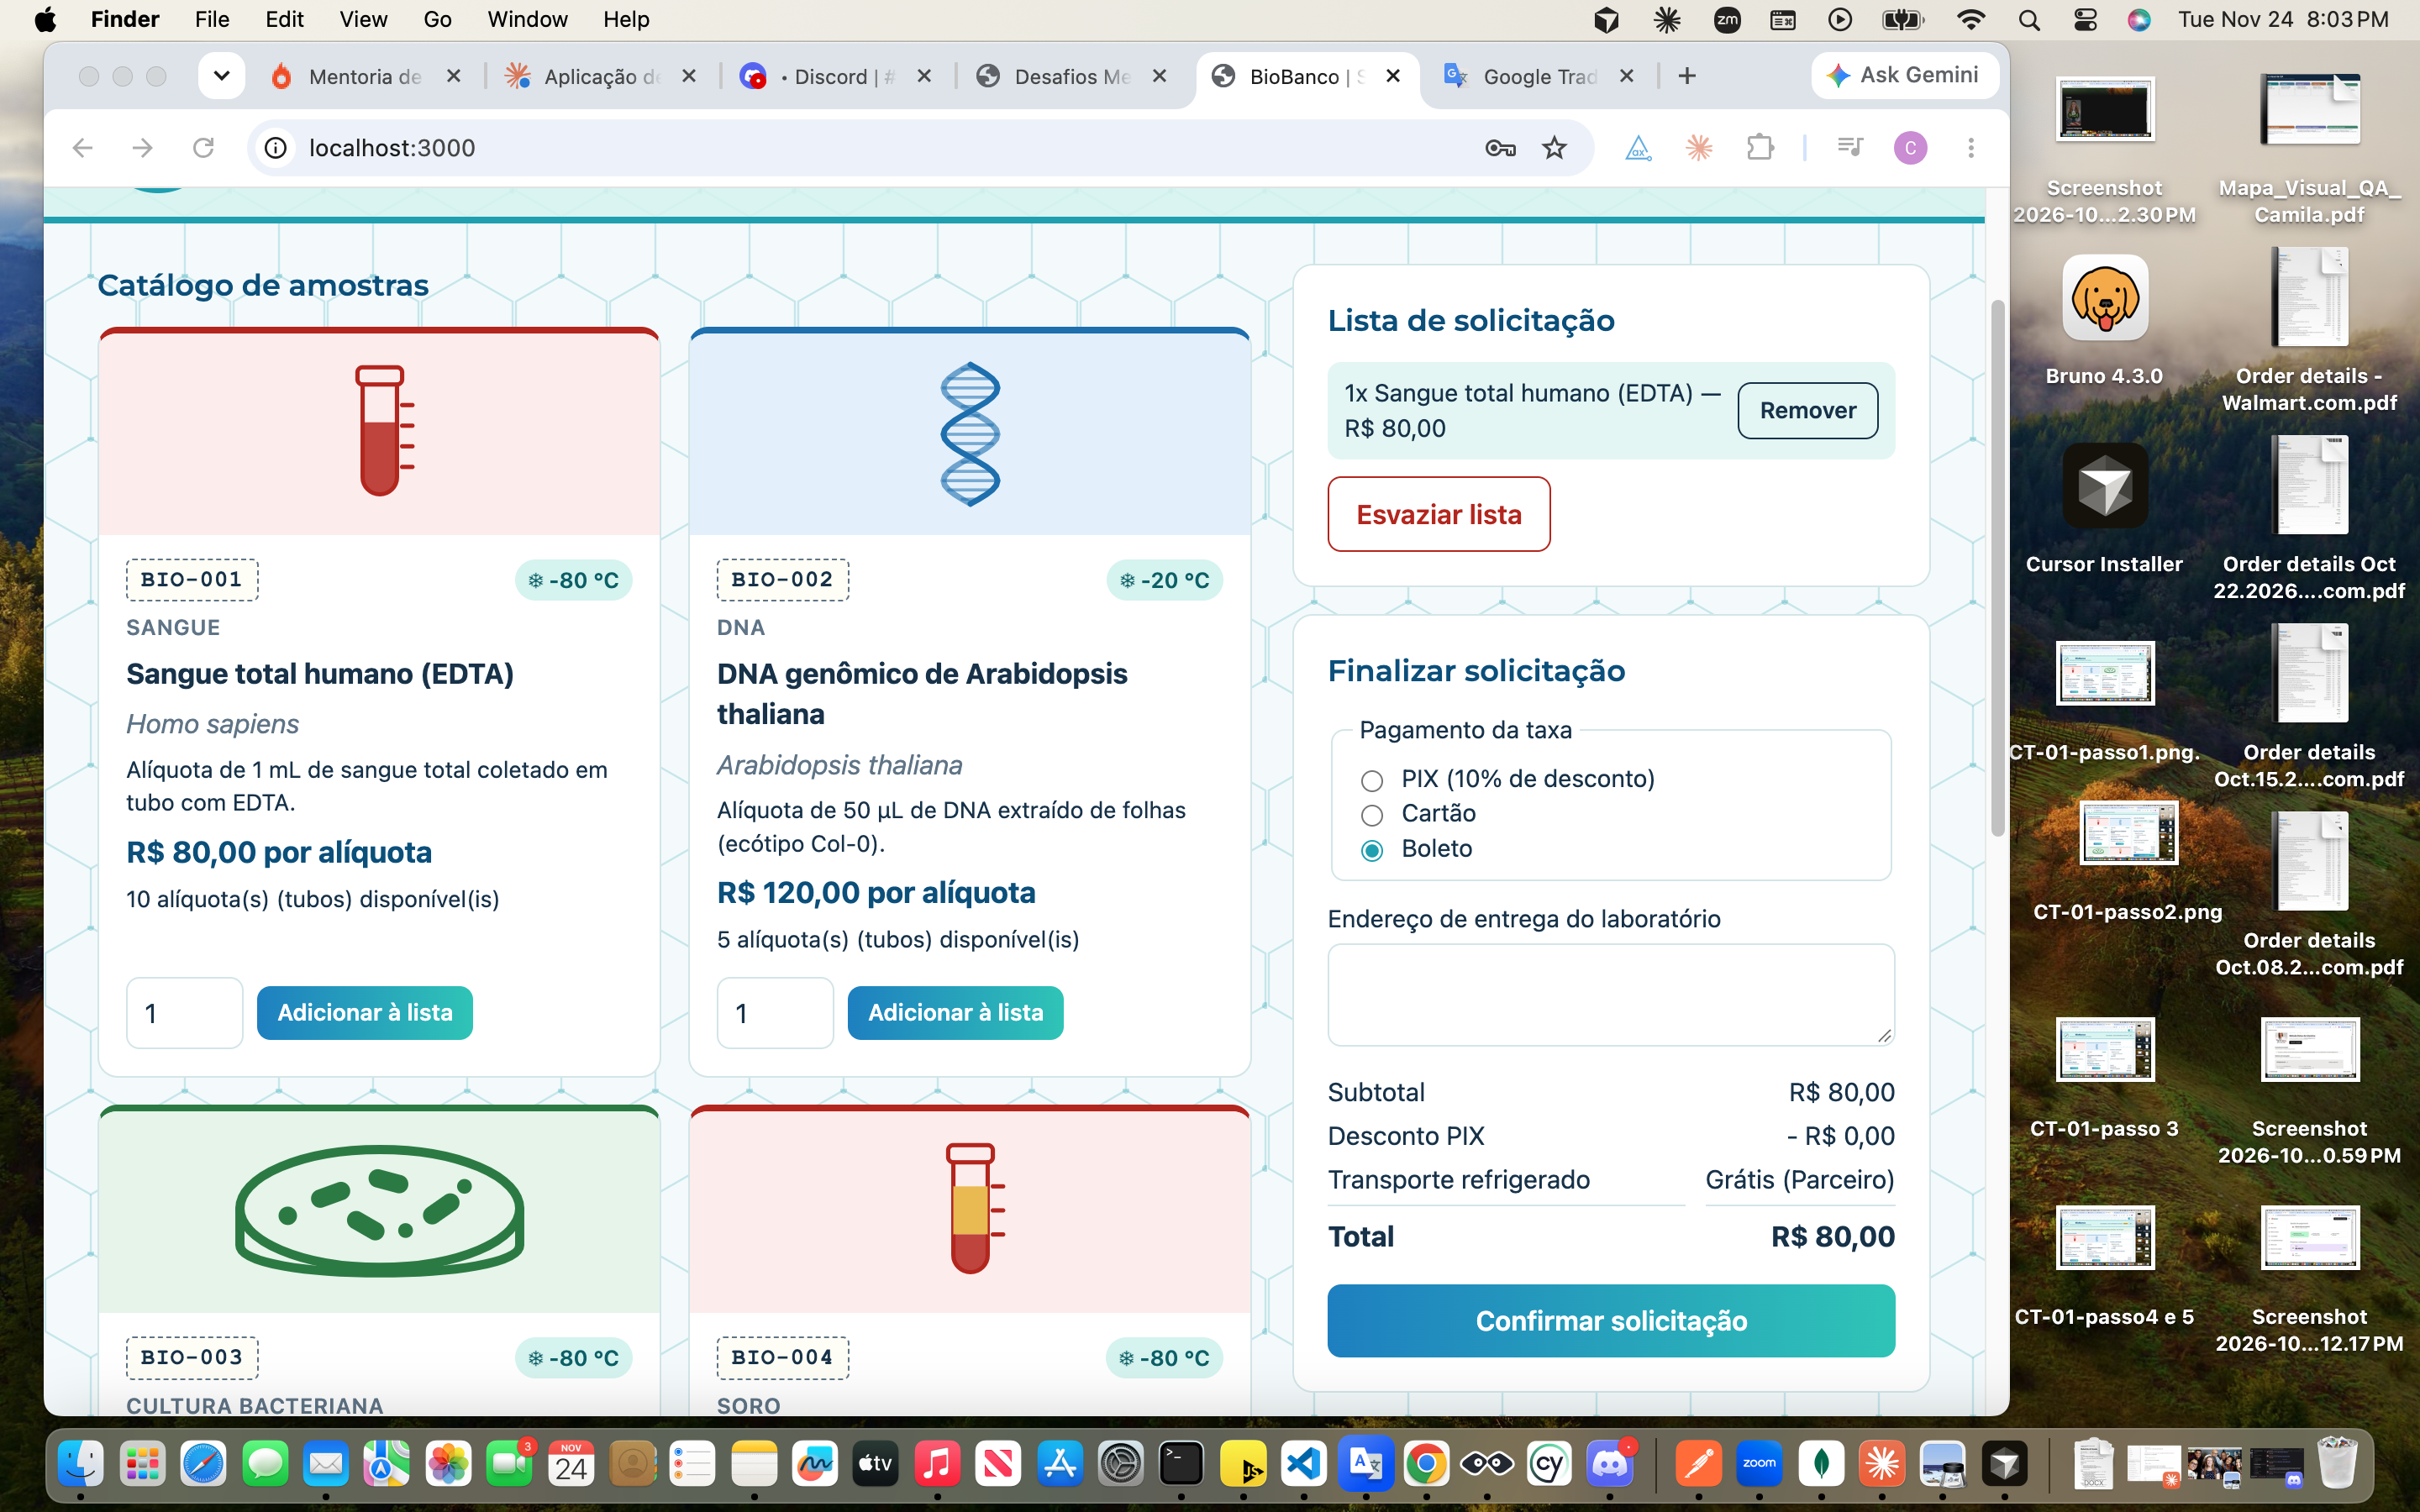 Finder File Edit View Go Window Help
zm
Tue Nov 24 8:03 PM
Mentoria de
Aplicação de
• Discord | #
Desafios Me
BioBanco | S
Google Trad
Ask Gemini
localhost:3000
C
Catálogo de amostras
BIO-001
❄ -80 °C
SANGUE
Sangue total humano (EDTA)
Homo sapiens
Alíquota de 1 mL de sangue total coletado em
tubo com EDTA.
R$ 80,00 por alíquota
10 alíquota(s) (tubos) disponível(is)
1
Adicionar à lista
BIO-002
❄ -20 °C
DNA
DNA genômico de Arabidopsis
thaliana
Arabidopsis thaliana
Alíquota de 50 µL de DNA extraído de folhas
(ecótipo Col-0).
R$ 120,00 por alíquota
5 alíquota(s) (tubos) disponível(is)
1
Adicionar à lista
BIO-003
❄ -80 °C
CULTURA BACTERIANA
BIO-004
❄ -80 °C
SORO
Lista de solicitação
1x Sangue total humano (EDTA) —
R$ 80,00
Remover
Esvaziar lista
Finalizar solicitação
Pagamento da taxa
PIX (10% de desconto)
Cartão
Boleto
Endereço de entrega do laboratório
Subtotal R$ 80,00
Desconto PIX - R$ 0,00
Transporte refrigerado Grátis (Parceiro)
Total R$ 80,00
Confirmar solicitação
Screenshot
2026-10...2.30 PM
Mapa_Visual_QA_
Camila.pdf
Bruno 4.3.0
Order details -
Walmart.com.pdf
Cursor Installer
Order details Oct
22.2026....com.pdf
CT-01-passo1.png.
Order details
Oct.15.2....com.pdf
CT-01-passo2.png
Order details
Oct.08.2...com.pdf
CT-01-passo 3
Screenshot
2026-10...0.59 PM
CT-01-passo4 e 5
Screenshot
2026-10...12.17 PM
3
NOV
24
tv
JS
A
cy
zoom
DOCX